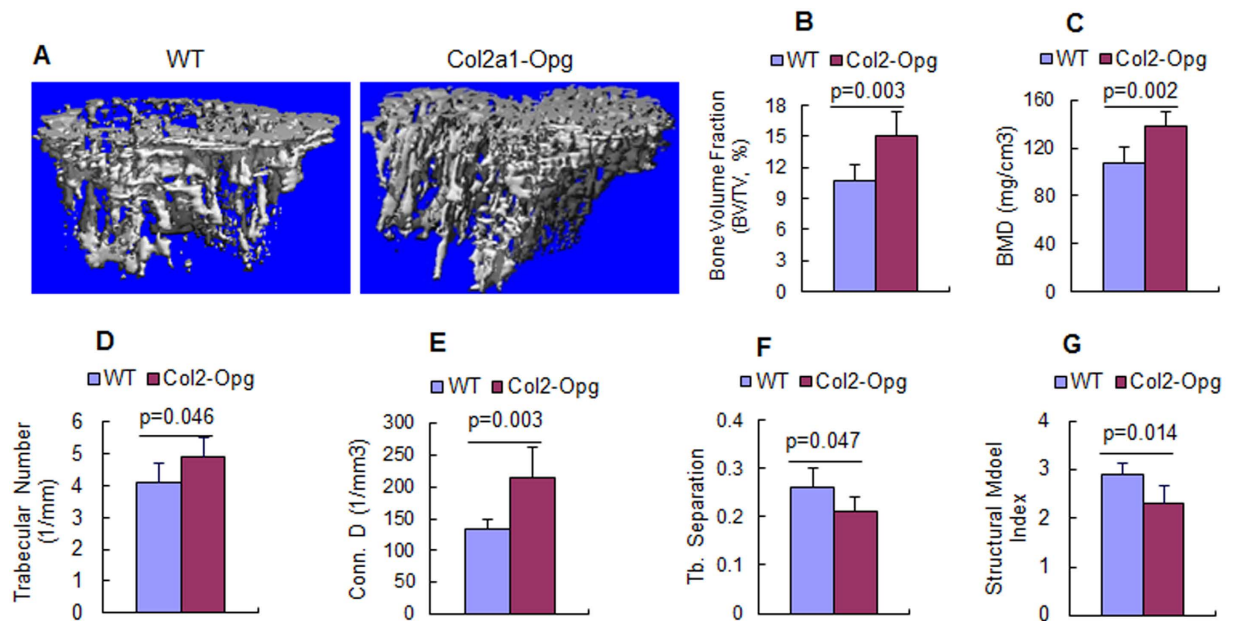 A
WT
Col2a1-Opg
B
WT Col2-Opg
p=0.003
18
15
12
9
6
3
0
Bone Volume Fraction
(BV/TV, %)
C
WT Col2-Opg
p=0.002
160
120
80
40
0
BMD (mg/cm3)
D
WT Col2-Opg
p=0.046
6
5
4
3
2
1
0
Trabecular Number
(1/mm)
E
WT Col2-Opg
p=0.003
300
250
200
150
100
50
0
Conn. D (1/mm3)
F
WT Col2-Opg
p=0.047
0.4
0.3
0.2
0.1
0
Tb. Separation
G
WT Col2-Opg
p=0.014
4
3
2
1
0
Structural Mdoel
Index